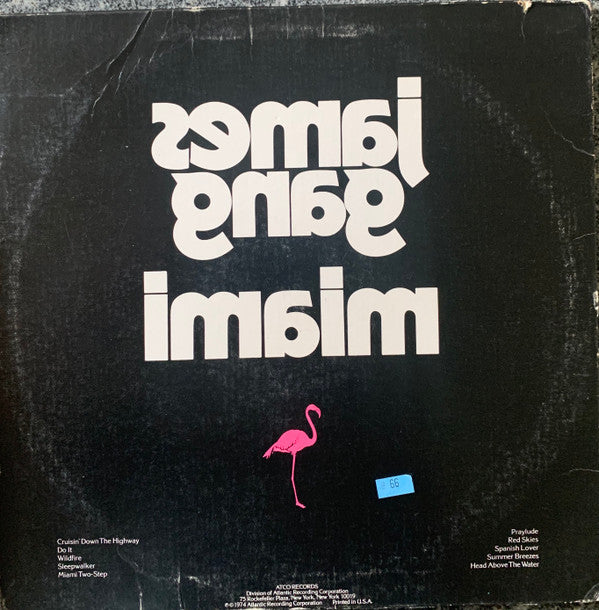 james
gang
miami
66
Cruisin' Down The Highway
Do It
Wildfire
Sleepwalker
Miami Two-Step
Praylude
Red Skies
Spanish Lover
Summer Breezes
Head Above The Water
ATCO RECORDS
Division of Atlantic Recording Corporation
75 Rockefeller Plaza, New York, New York 10019
℗ © 1974 Atlantic Recording Corporation Printed in U.S.A.